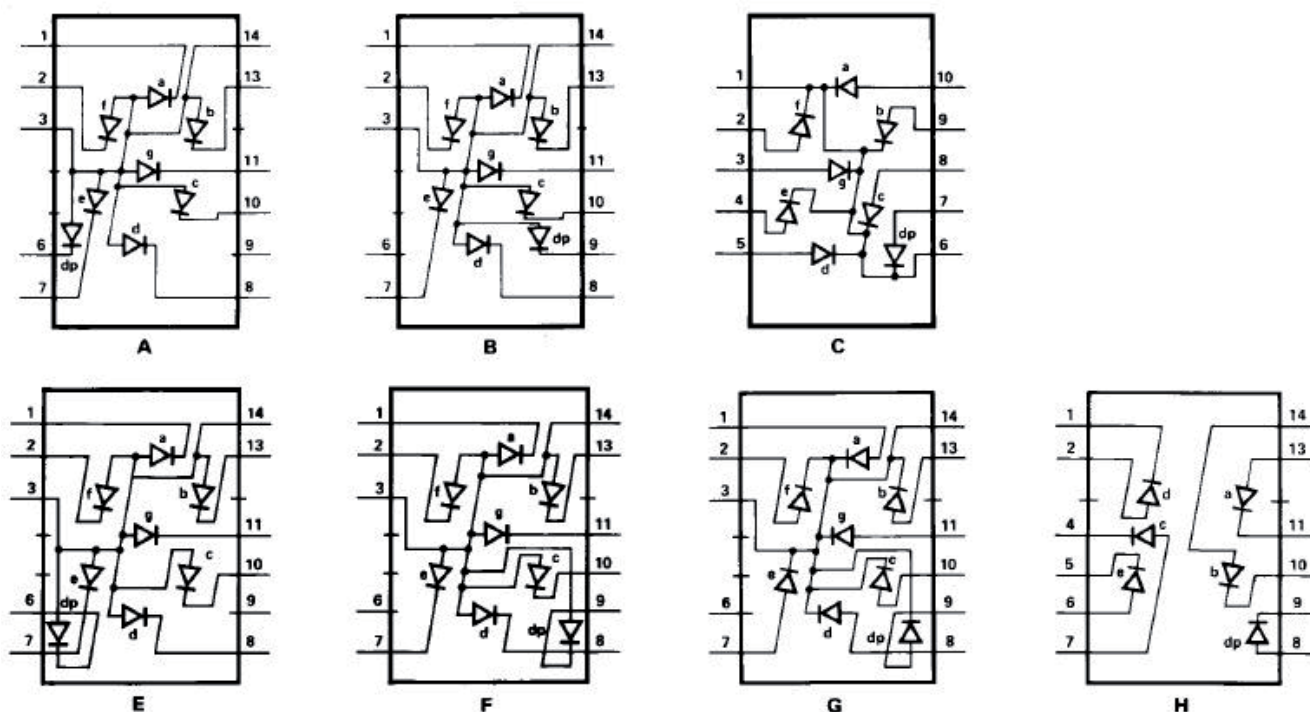 1 14
2 a 13
f b
3
g 11
e c 10
6 d 9
dp
7 8
A
1 14
2 a 13
f b
3
g 11
e c 10
6 d dp 9
7 8
B
1 a 10
2 f b 9
3 g 8
4 e c 7
5 d dp 6
C
1 14
2 a 13
3 f b
g 11
e c 10
6 dp d 9
7 8
E
1 14
2 a 13
3 f b
g 11
e c 10
6 d 9
7 dp 8
F
1 14
2 a 13
3 f b
g 11
e c 10
6 d 9
7 dp 8
G
1 14
2 13
d a
4 c 11
5 e b 10
6 9
7 dp 8
H